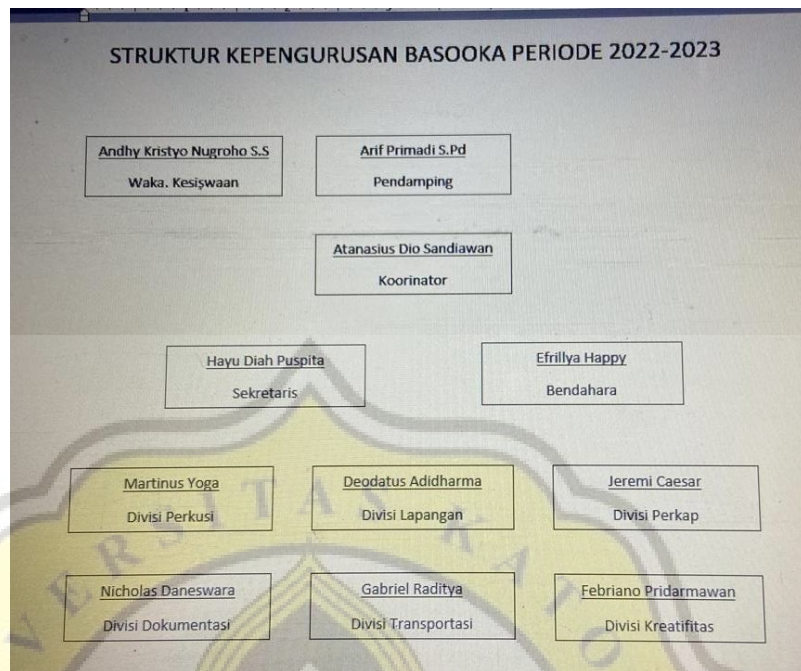 STRUKTUR KEPENGURUSAN BASOOKA PERIODE 2022-2023
Andhy Kristyo Nugroho S.S
Waka. Kesiswaan
Arif Primadi S.Pd
Pendamping
Atanasius Dio Sandiawan
Koorinator
Hayu Diah Puspita
Sekretaris
Efrillya Happy
Bendahara
Martinus Yoga
Divisi Perkusi
Deodatus Adidharma
Divisi Lapangan
Jeremi Caesar
Divisi Perkap
Nicholas Daneswara
Divisi Dokumentasi
Gabriel Raditya
Divisi Transportasi
Febriano Pridarmawan
Divisi Kreatifitas